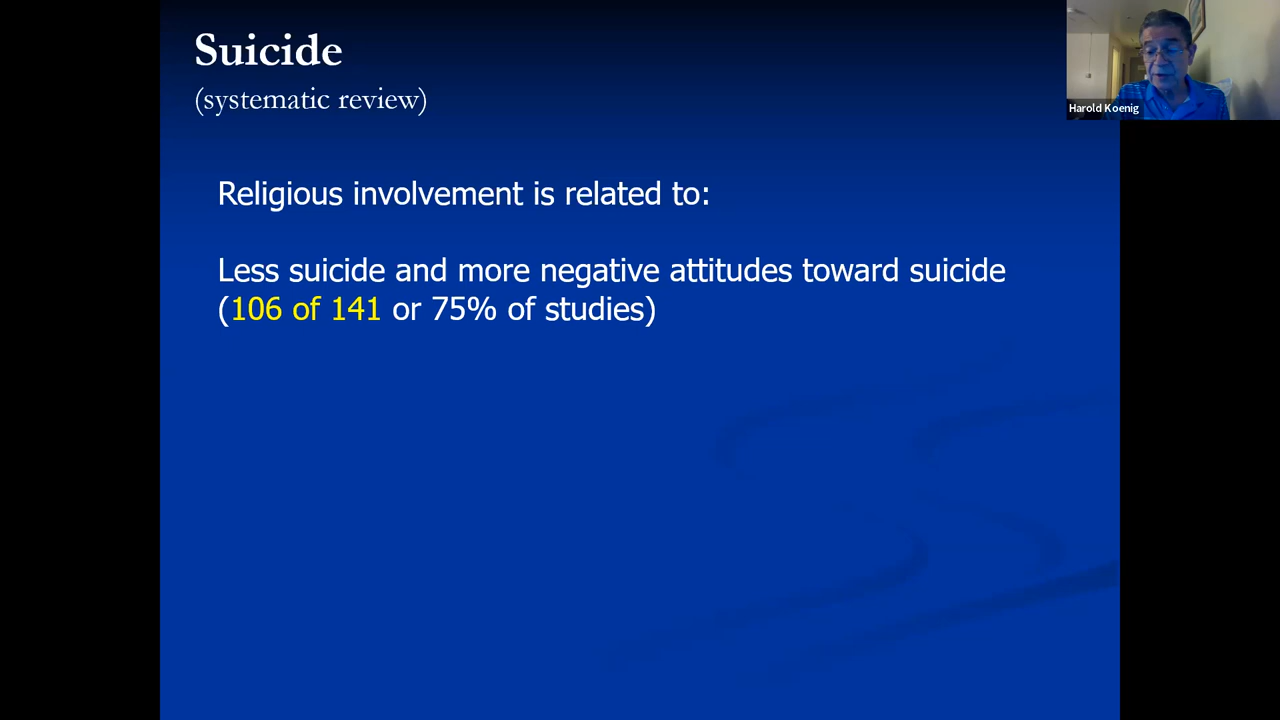 Suicide
(systematic review)
Harold Koenig
Religious involvement is related to:
Less suicide and more negative attitudes toward suicide
(106 of 141 or 75% of studies)